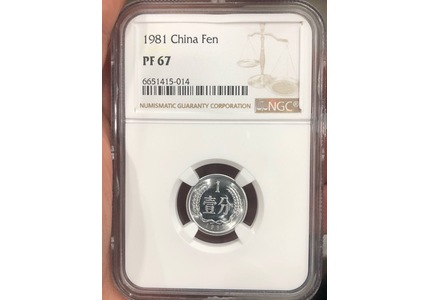 1981 China Fen
PF 67
6651415-014
NUMISMATIC GUARANTY CORPORATION
NGC
1
壹分